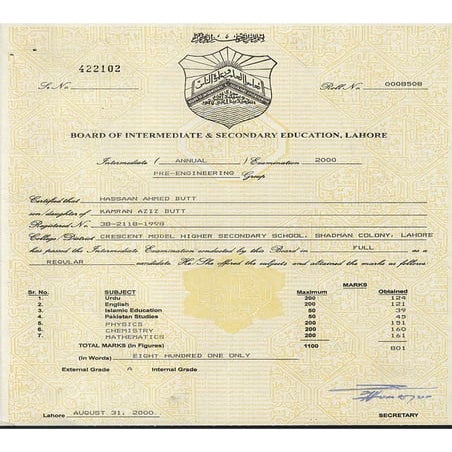 422102
S. No.
Roll No. 0008508
BOARD OF INTERMEDIATE & SECONDARY EDUCATION, LAHORE
Intermediate ( ANNUAL ) Examination 2000
PRE-ENGINEERING Group
Certified that HASSAAN AHMED BUTT
son/daughter of KAMRAN AZIZ BUTT
Registered No. 3B-2118-1998
College/District CRESCENT MODEL HIGHER SECONDARY SCHOOL, SHADMAN COLONY, LAHORE
has passed the Intermediate Examination conducted by this Board in FULL as a
REGULAR candidate. He/She offered the subjects and obtained the marks as follows
MARKS
Sr. No. SUBJECT Maximum Obtained
1. Urdu 200 124
2. English 200 121
3. Islamic Education 50 39
4. Pakistan Studies 50 45
5 PHYSICS 200 151
6 CHEMISTRY 200 160
7 MATHEMATICS 200 161
TOTAL MARKS (In Figures) 1100 801
(In Words) EIGHT HUNDRED ONE ONLY
External Grade A Internal Grade
Lahore AUGUST 31, 2000
SECRETARY